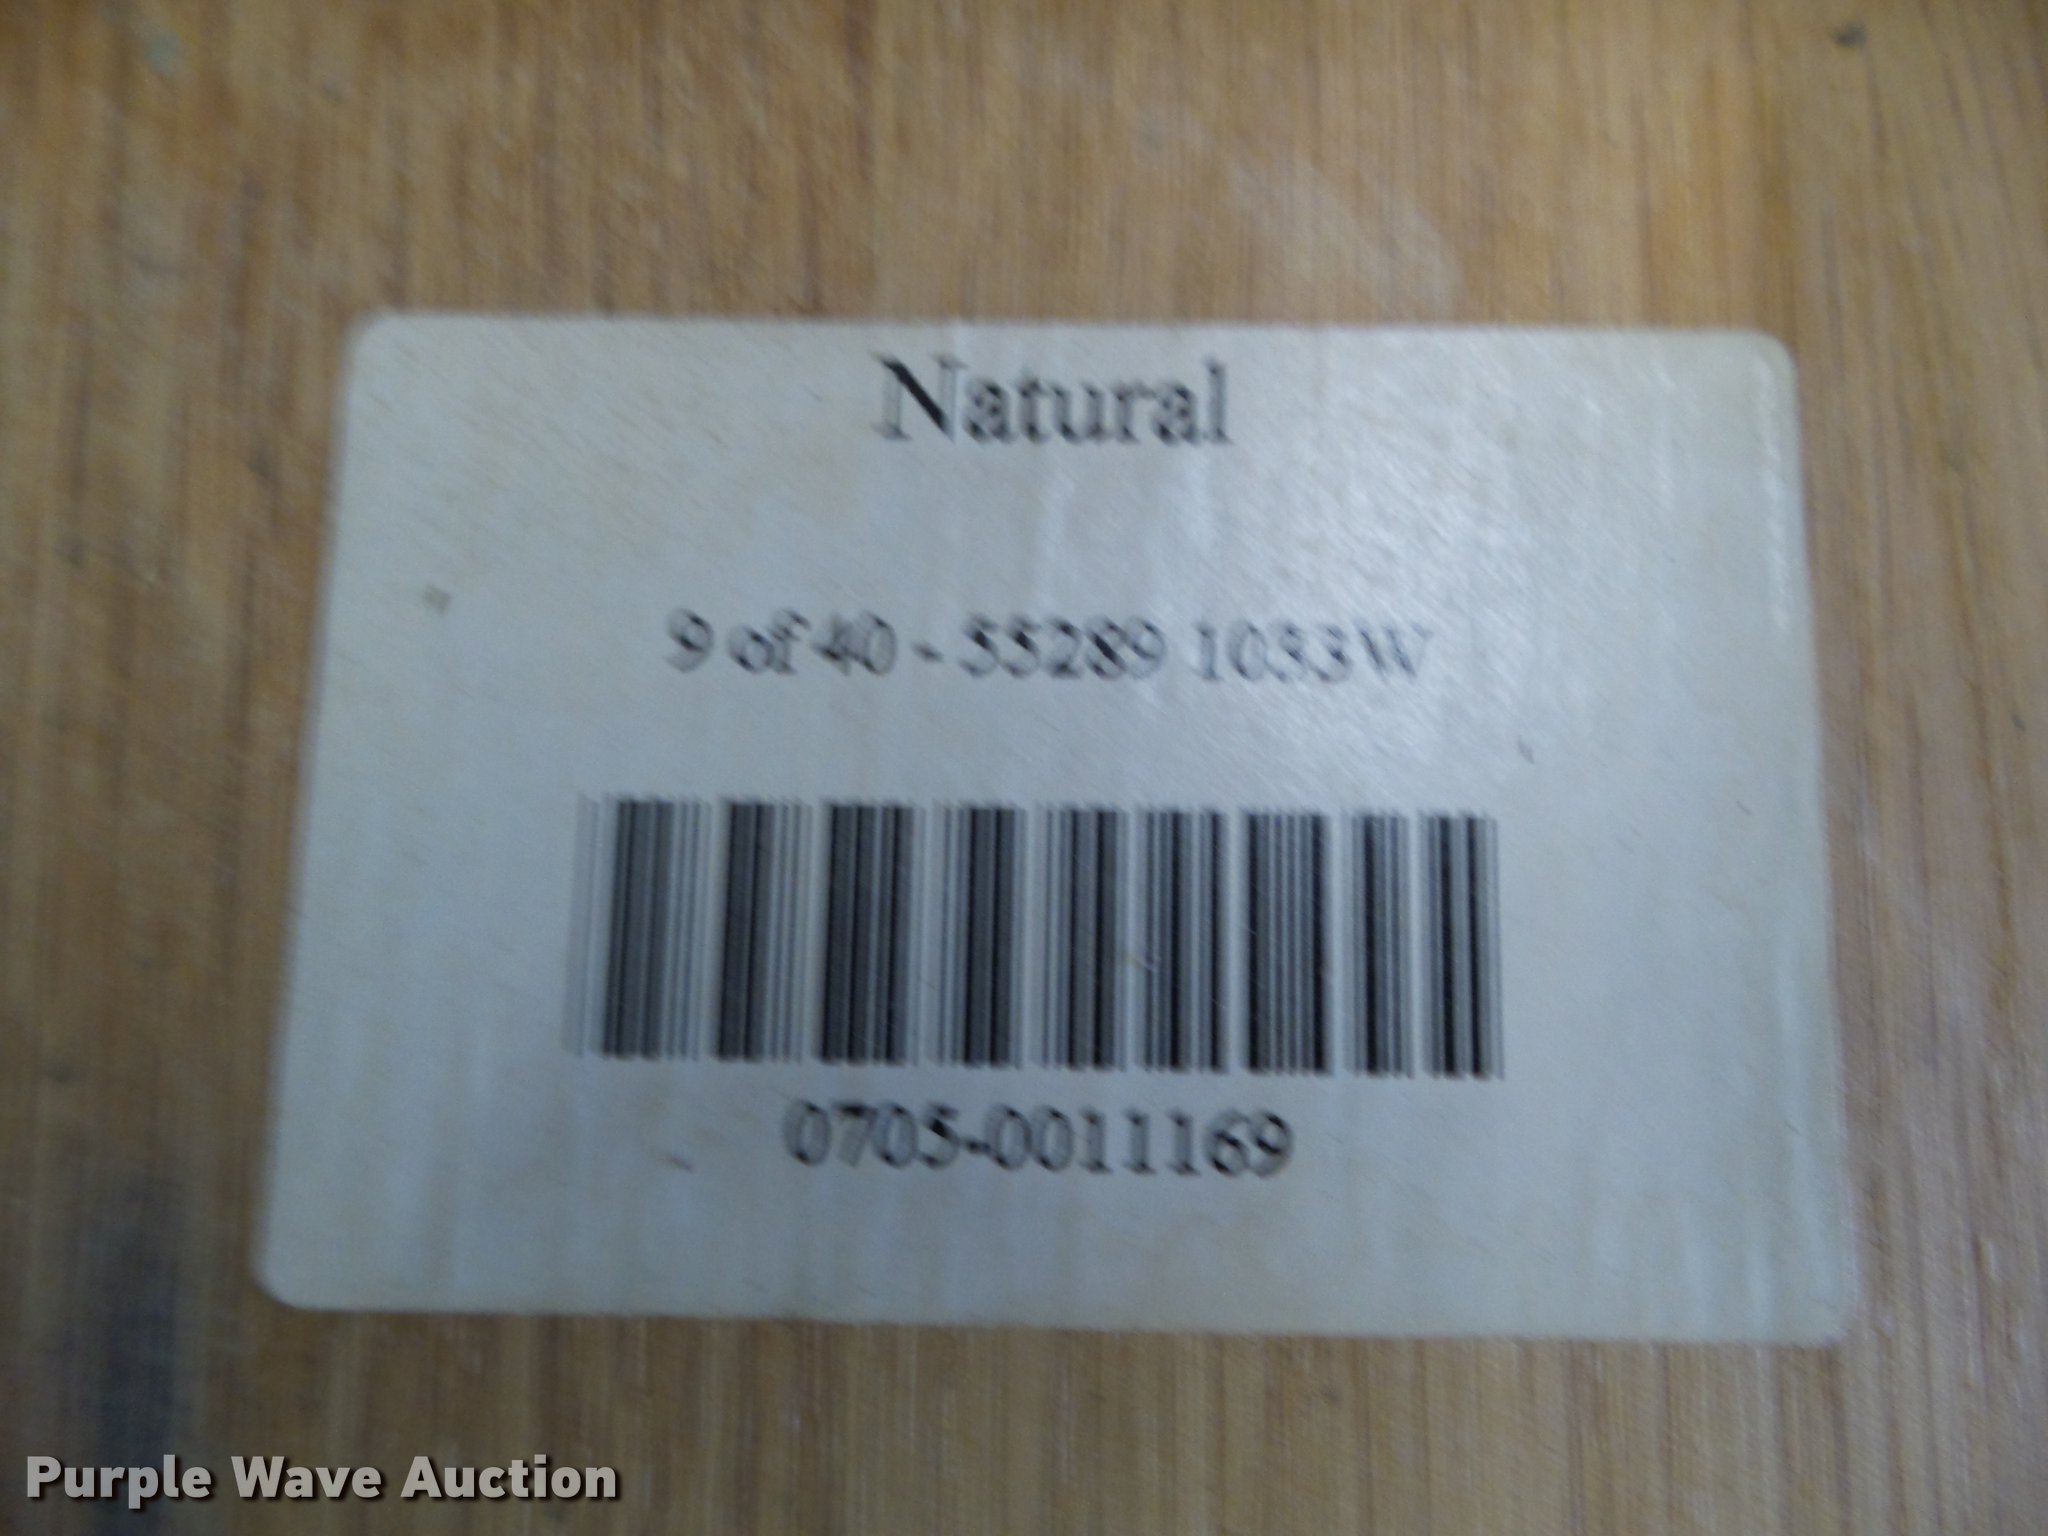 Natural
9 of 40 - 55289 1033W
0705-0011169
Purple Wave Auction